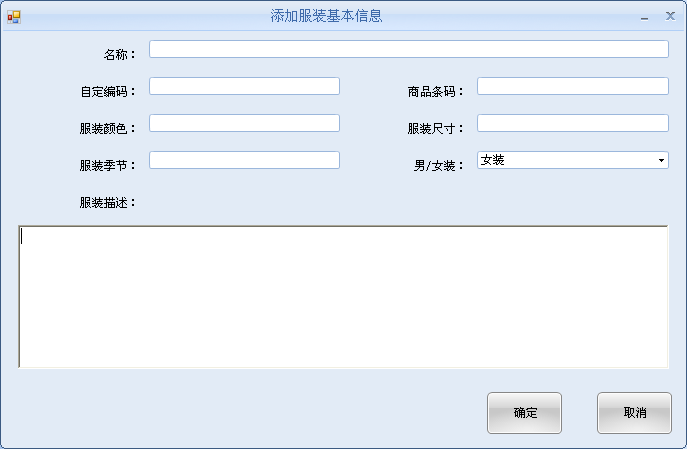 添加服装基本信息
名称：
自定编码： 商品条码：
服装颜色： 服装尺寸：
服装季节： 男/女装： 女装
服装描述：
确定 取消